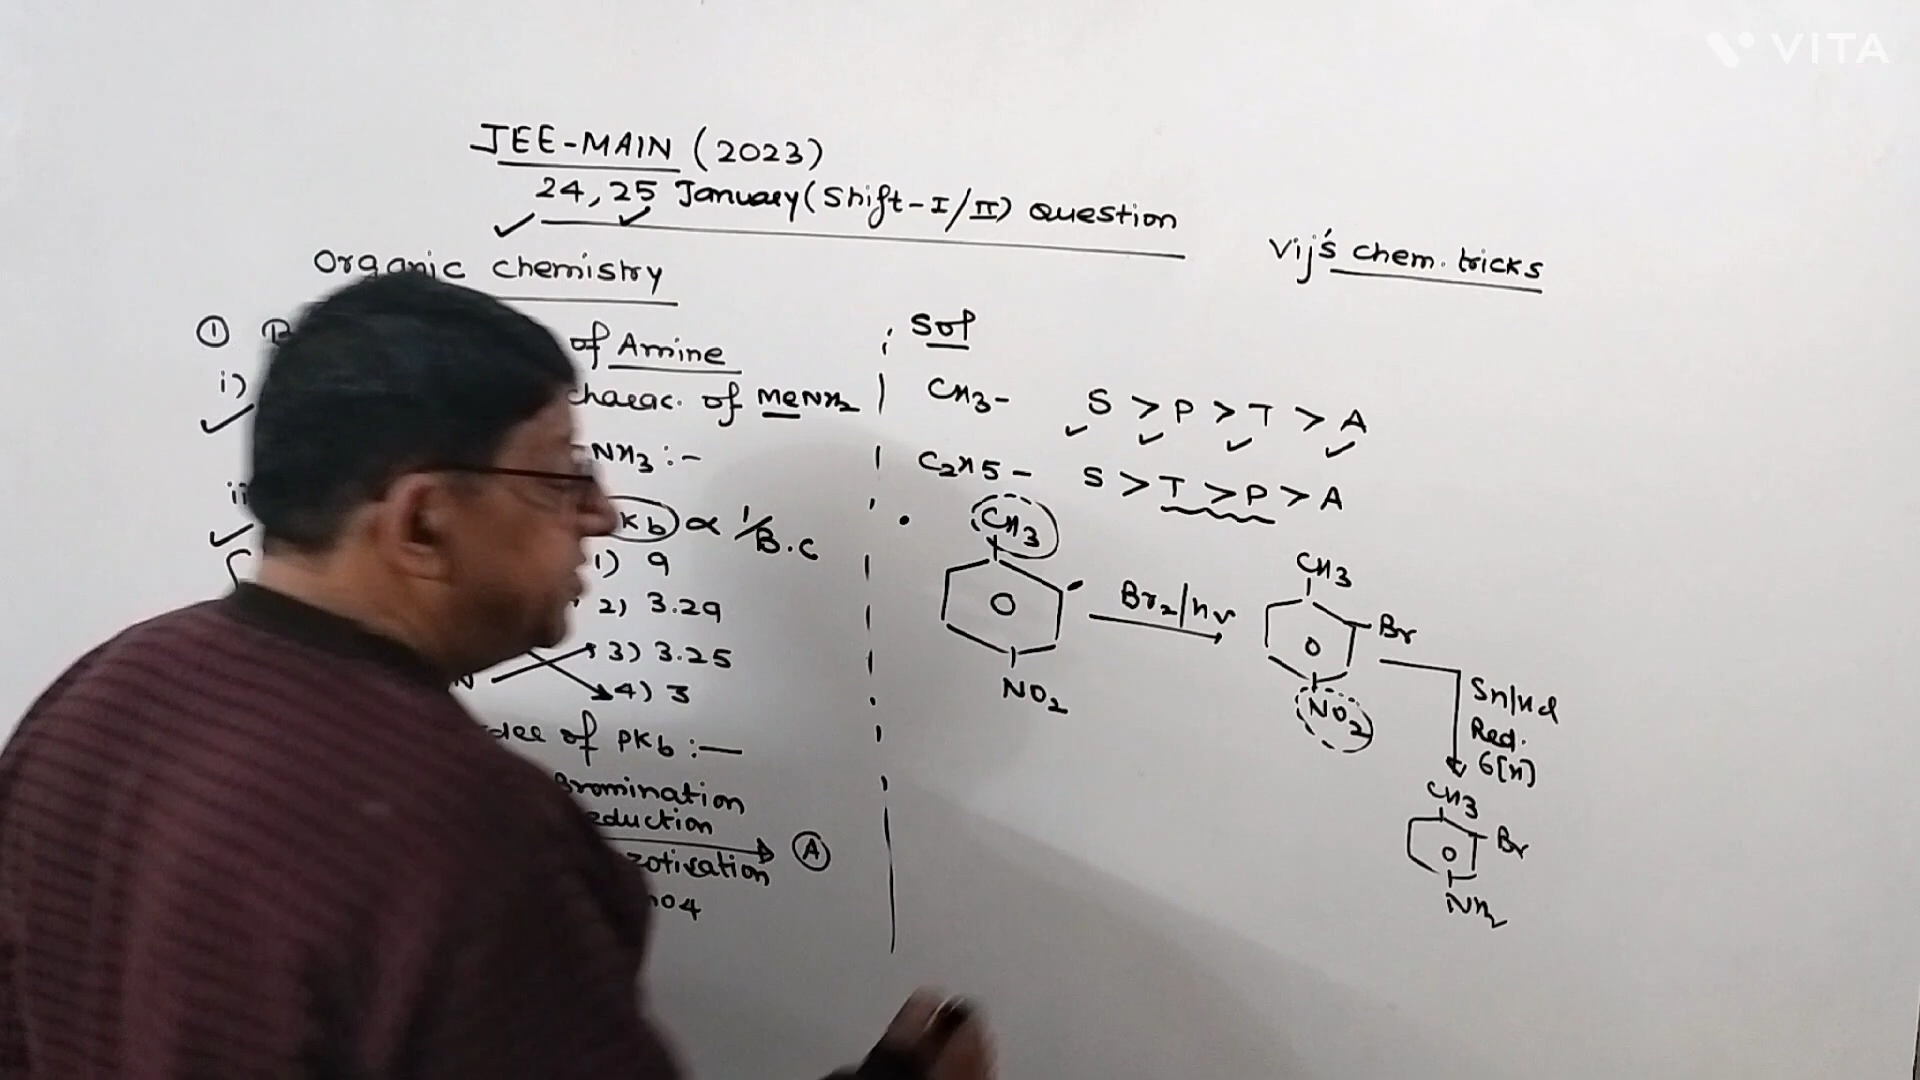 VITA
JEE-MAIN (2023)
24, 25 January (Shift-I/II) Question
Vij's chem. tricks
Organic chemistry
① of Amine
i) charac. of MeNH2
NH3 :-
ii)
Kb) ∝ 1/B.C
1) 9
2) 3.29
3) 3.25
4) 3
of PKb :—
Bromination
Ⓐ
no4
Sol
CH3- S > P > T > A
C2H5 - S > T > P > A
CH3
NO2
Br2/hν
CH3
Br
NO2
Sn/HCl
Red.
6[H]
CH3
Br
NH2